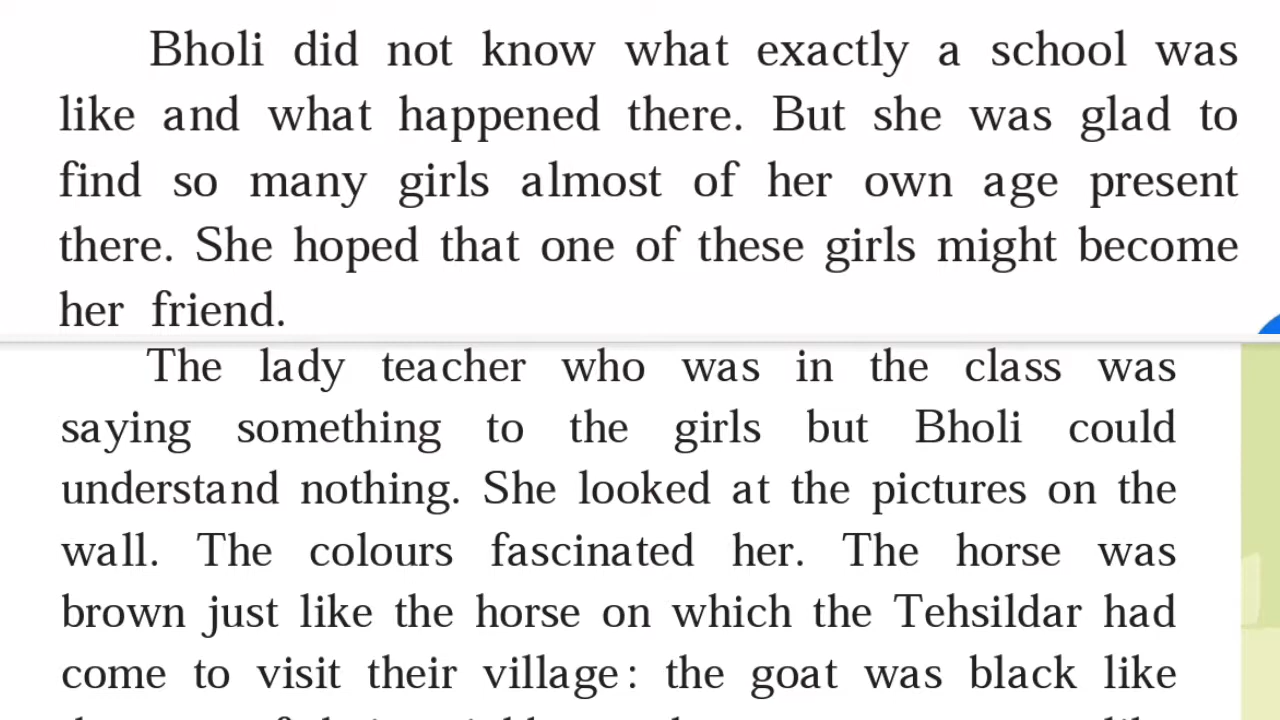 Bholi did not know what exactly a school was
like and what happened there. But she was glad to
find so many girls almost of her own age present
there. She hoped that one of these girls might become
her friend.
The lady teacher who was in the class was
saying something to the girls but Bholi could
understand nothing. She looked at the pictures on the
wall. The colours fascinated her. The horse was
brown just like the horse on which the Tehsildar had
come to visit their village: the goat was black like